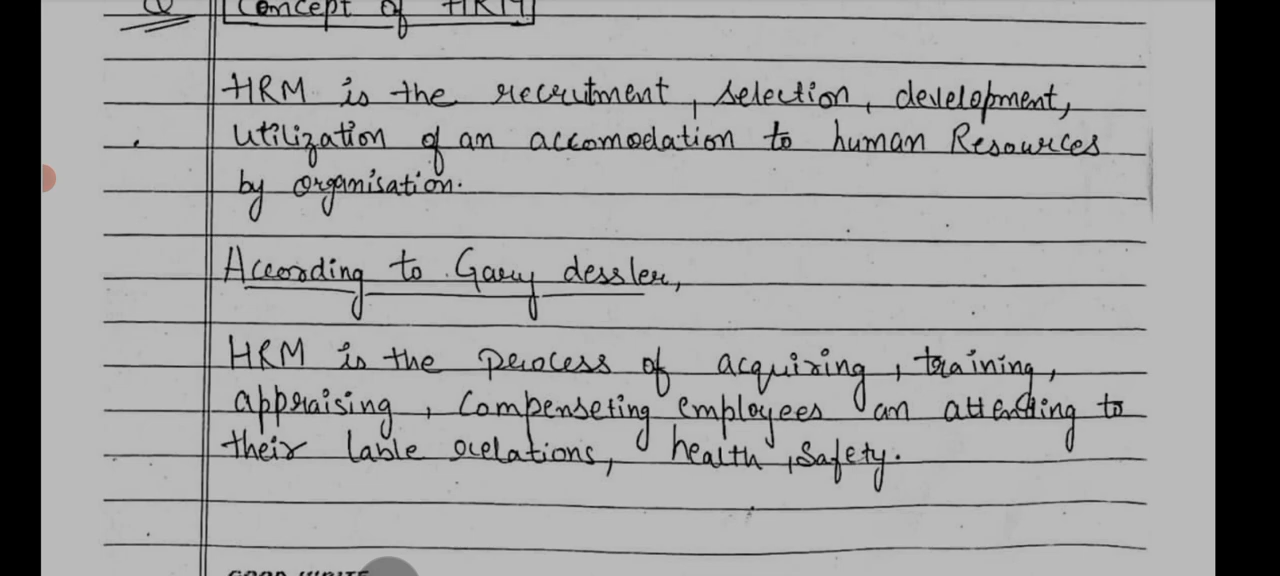 Q Concept of HRM
HRM is the recruitment, selection, development,
utilization of an accomodation to human Resources
by organisation.
According to Gary dessler,
HRM is the process of acquiring, training,
appraising, compenseting employees an attending to
their lable relations, health, safety.
GOOD WRITE